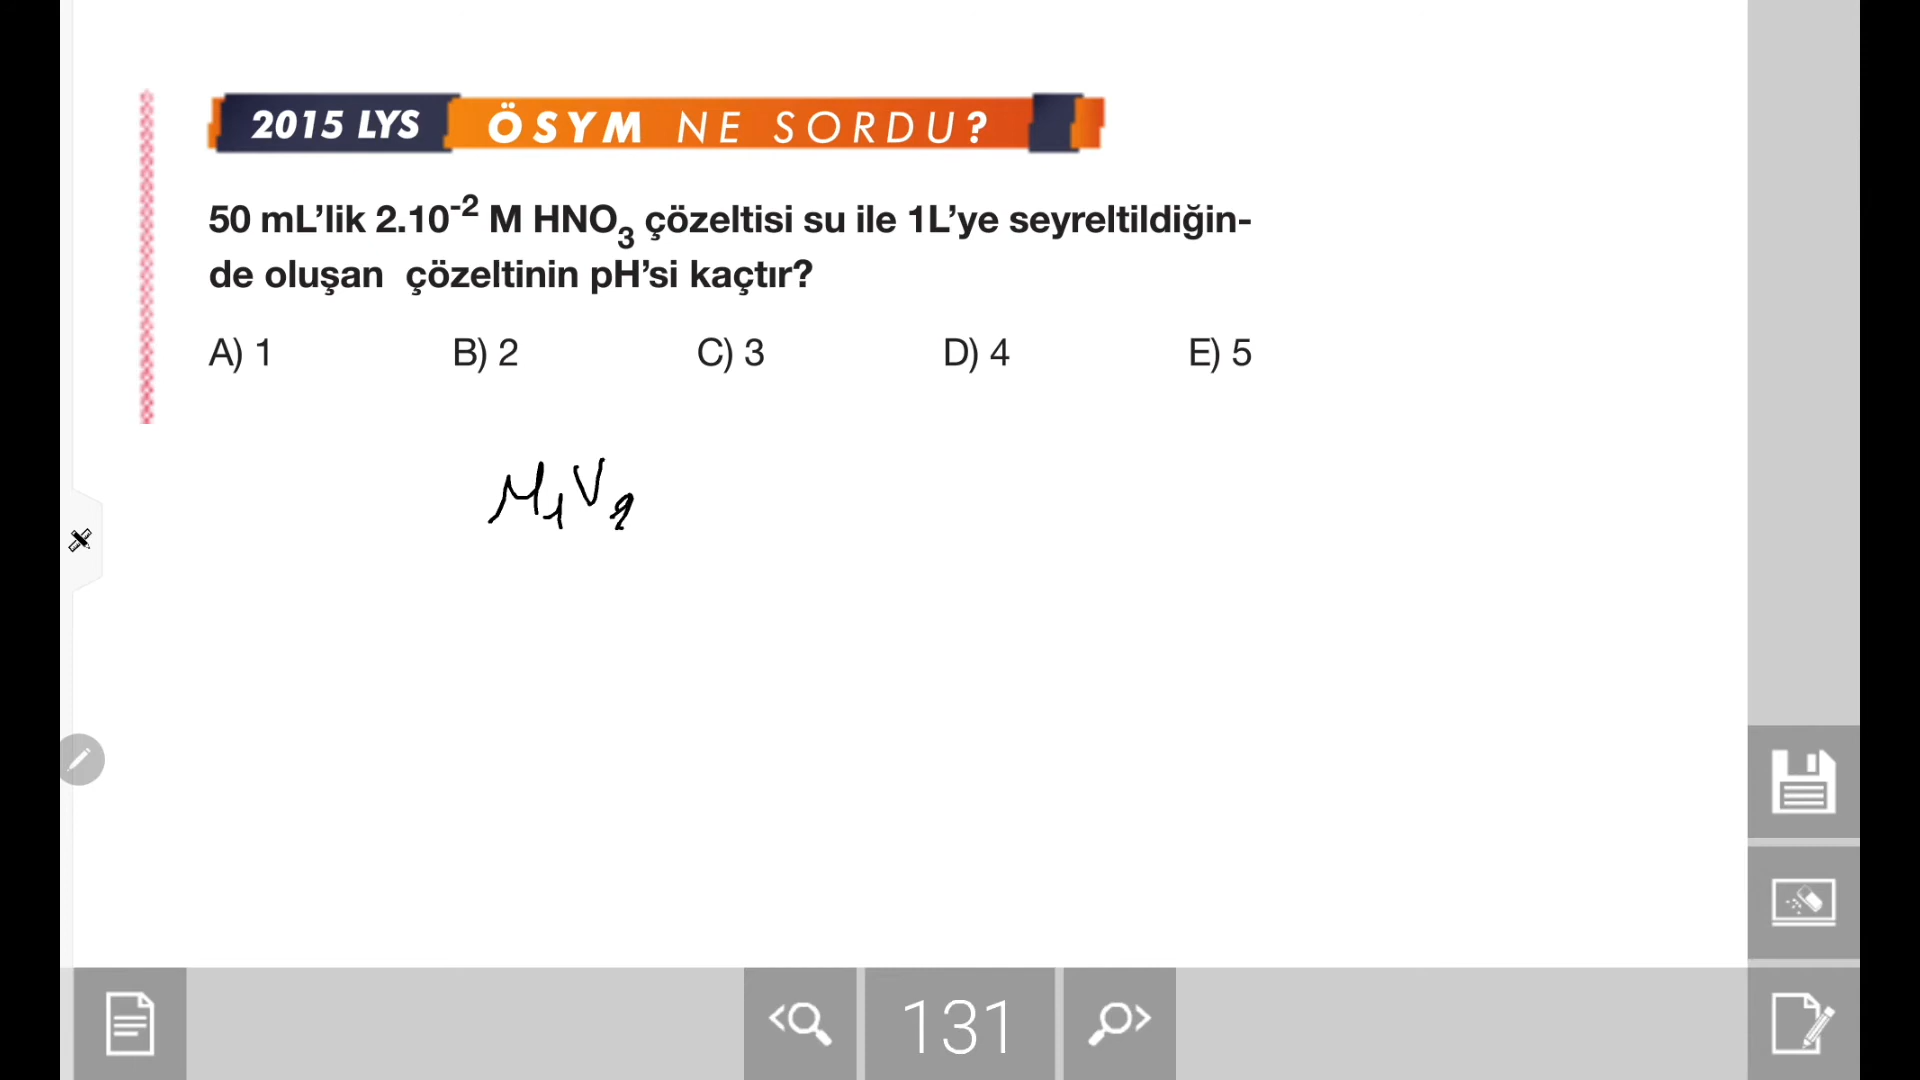 2015 LYS ÖSYM NE SORDU?
50 mL’lik 2.10⁻² M HNO₃ çözeltisi su ile 1L’ye seyreltildiğin-
de oluşan çözeltinin pH’si kaçtır?
A) 1 B) 2 C) 3 D) 4 E) 5
M₁V
131